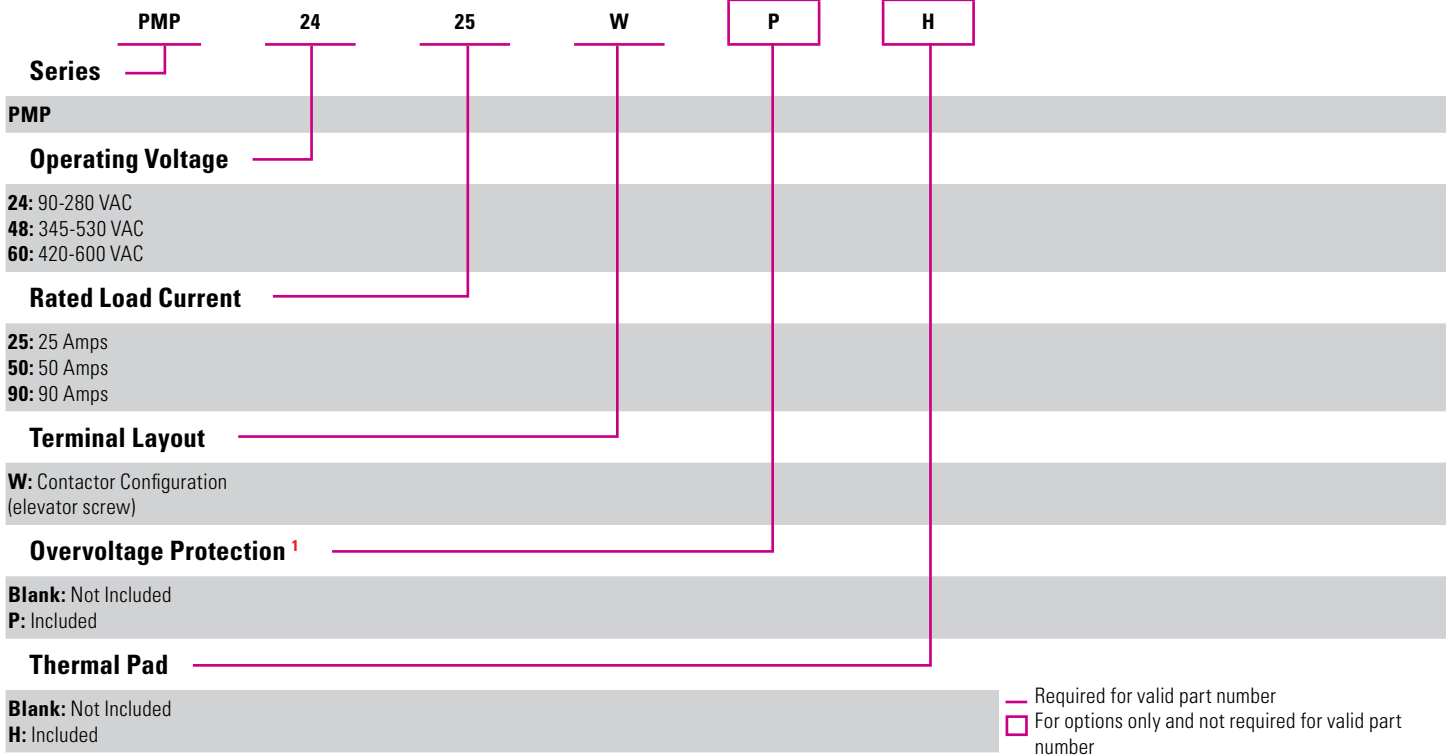 PMP 24 25 W P H
Series
PMP
Operating Voltage
24: 90-280 VAC
48: 345-530 VAC
60: 420-600 VAC
Rated Load Current
25: 25 Amps
50: 50 Amps
90: 90 Amps
Terminal Layout
W: Contactor Configuration
(elevator screw)
Overvoltage Protection 1
Blank: Not Included
P: Included
Thermal Pad
Blank: Not Included
H: Included
Required for valid part number
For options only and not required for valid part
number